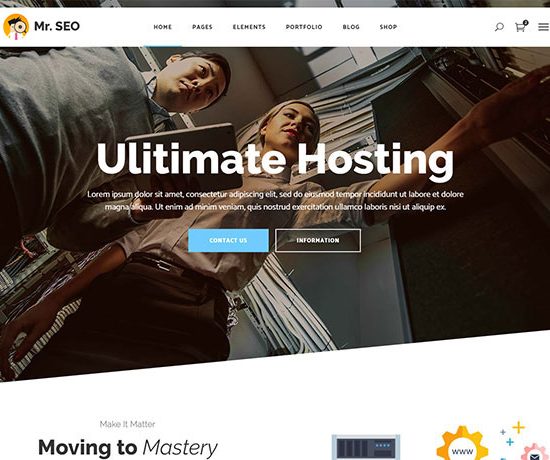 Mr. SEO
HOME PAGES ELEMENTS PORTFOLIO BLOG SHOP
Ulitimate Hosting
Lorem ipsum dolor sit amet, consectetur adipiscing elit, sed do eiusmod tempor incididunt ut labore et dolore
magna aliqua. Ut enim ad minim veniam, quis nostrud exercitation ullamco laboris nisi ut aliquip ex.
CONTACT US INFORMATION
Make It Matter
Moving to Mastery
WWW